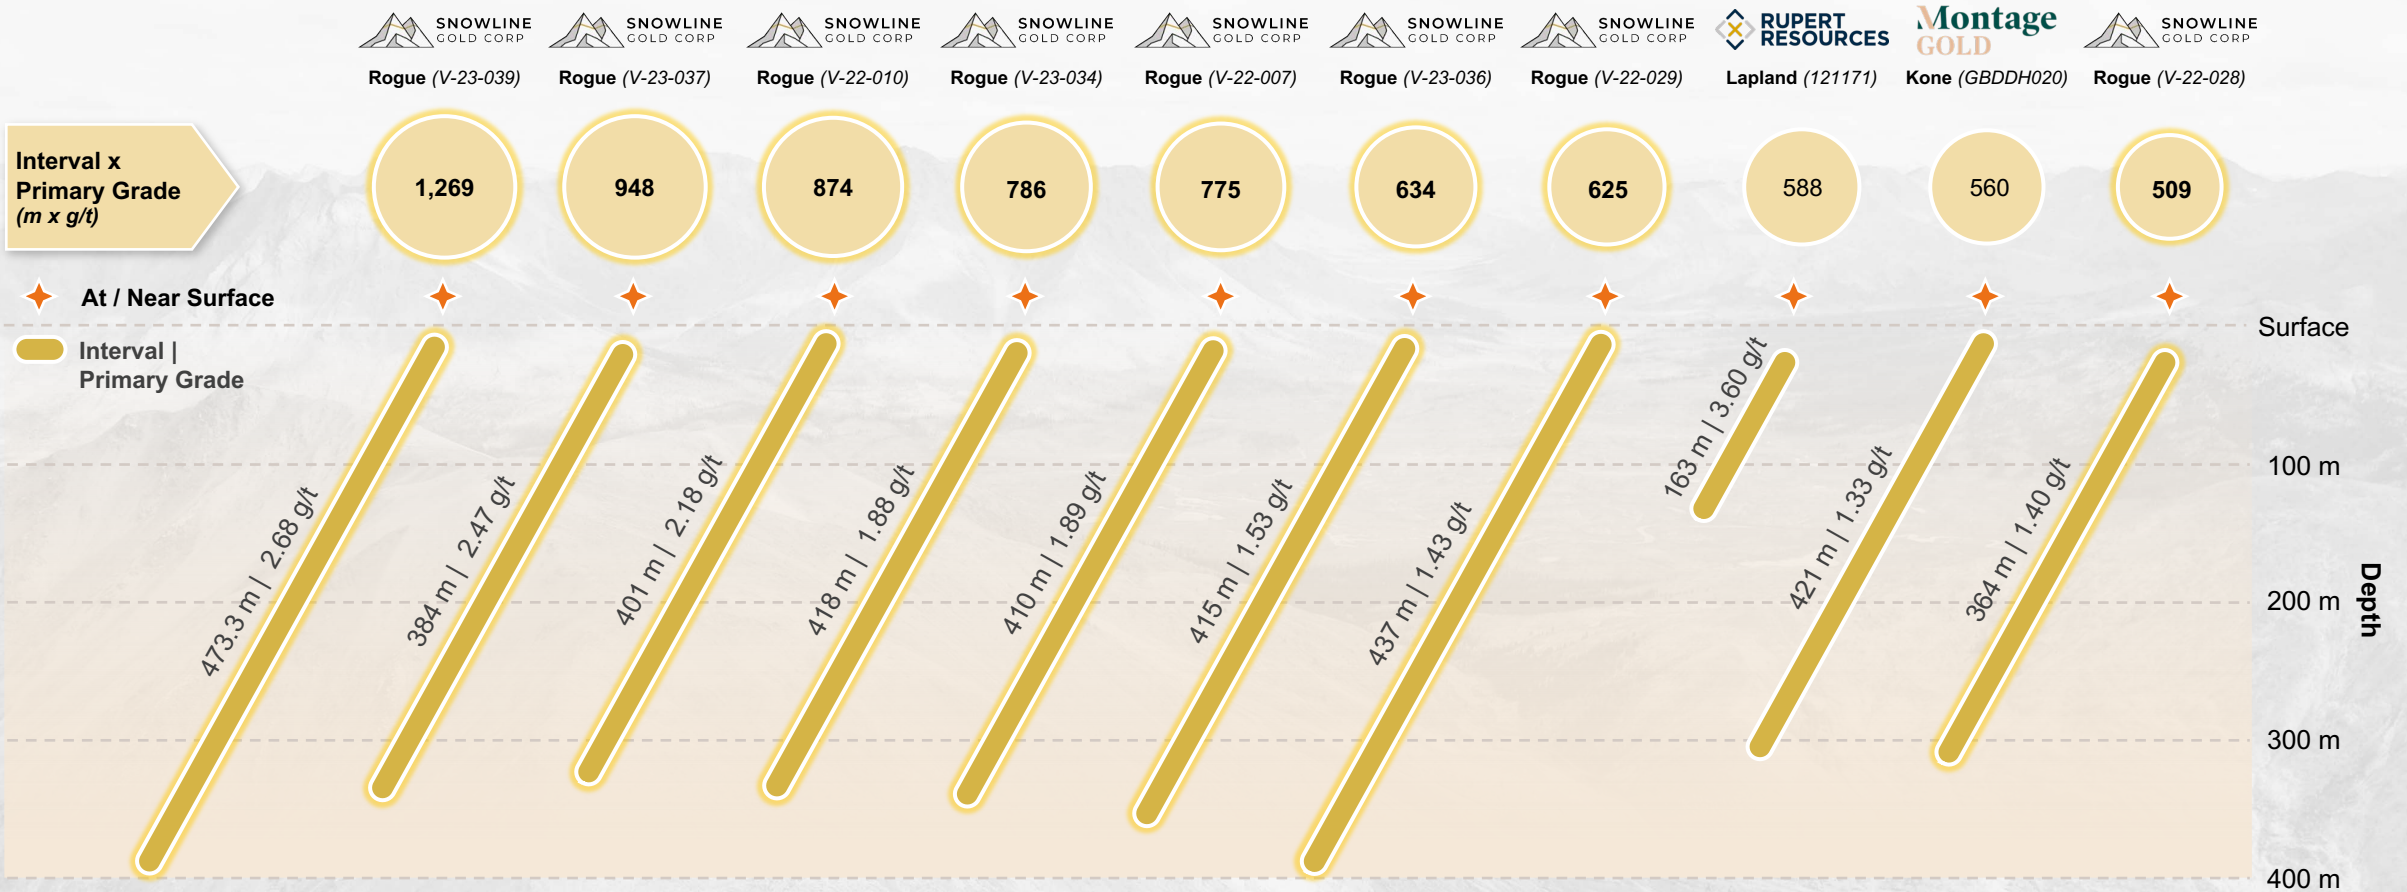 SNOWLINE
GOLD CORP
SNOWLINE
GOLD CORP
SNOWLINE
GOLD CORP
SNOWLINE
GOLD CORP
SNOWLINE
GOLD CORP
SNOWLINE
GOLD CORP
SNOWLINE
GOLD CORP
RUPERT
RESOURCES
Montage
GOLD
SNOWLINE
GOLD CORP
Rogue (V-23-039)
Rogue (V-23-037)
Rogue (V-22-010)
Rogue (V-23-034)
Rogue (V-22-007)
Rogue (V-23-036)
Rogue (V-22-029)
Lapland (121171)
Kone (GBDDH020)
Rogue (V-22-028)
Interval x
Primary Grade
(m x g/t)
1,269
948
874
786
775
634
625
588
560
509
At / Near Surface
Interval |
Primary Grade
473.3 m | 2.68 g/t
384 m | 2.47 g/t
401 m | 2.18 g/t
418 m | 1.88 g/t
410 m | 1.89 g/t
415 m | 1.53 g/t
437 m | 1.43 g/t
163 m | 3.60 g/t
421 m | 1.33 g/t
364 m | 1.40 g/t
Surface
100 m
200 m
300 m
400 m
Depth